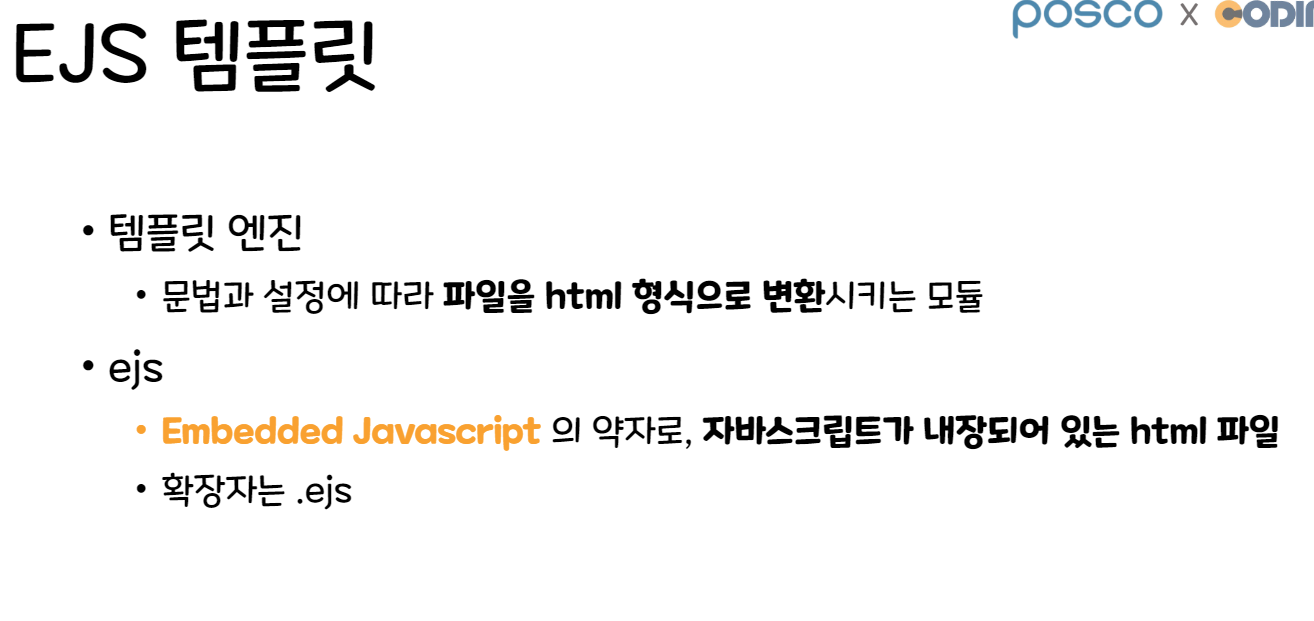 EJS 템플릿
posco x CODI
• 템플릿 엔진
• 문법과 설정에 따라 파일을 html 형식으로 변환시키는 모듈
• ejs
• Embedded Javascript 의 약자로, 자바스크립트가 내장되어 있는 html 파일
• 확장자는 .ejs